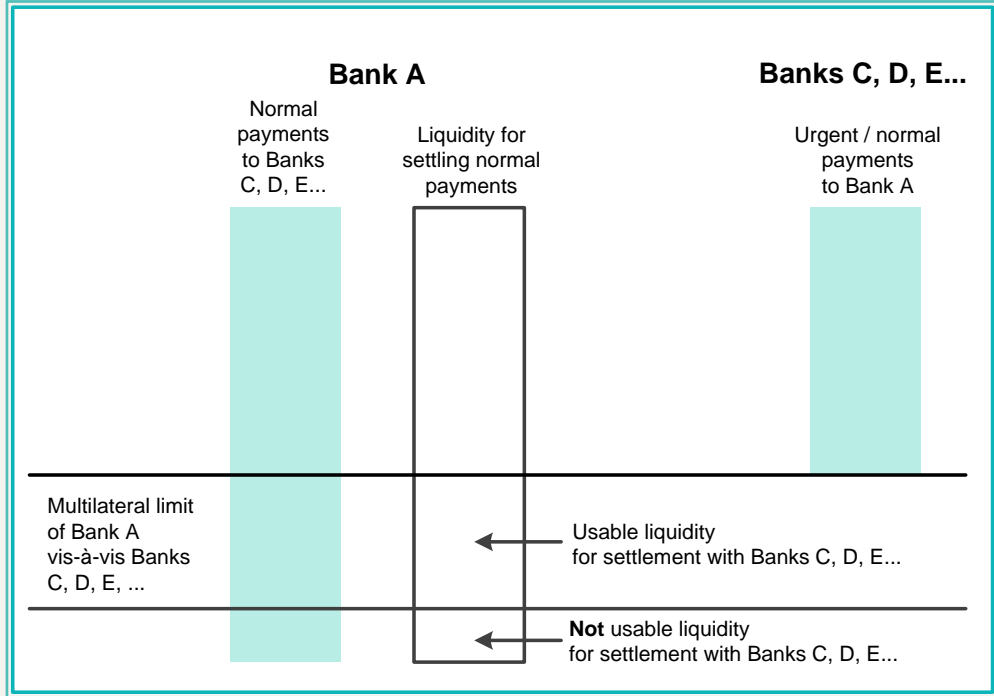 Bank A
Banks C, D, E...
Normal
payments
to Banks
C, D, E...
Liquidity for
settling normal
payments
Urgent / normal
payments
to Bank A
Multilateral limit
of Bank A
vis-à-vis Banks
C, D, E, ...
Usable liquidity
for settlement with Banks C, D, E...
Not usable liquidity
for settlement with Banks C, D, E...